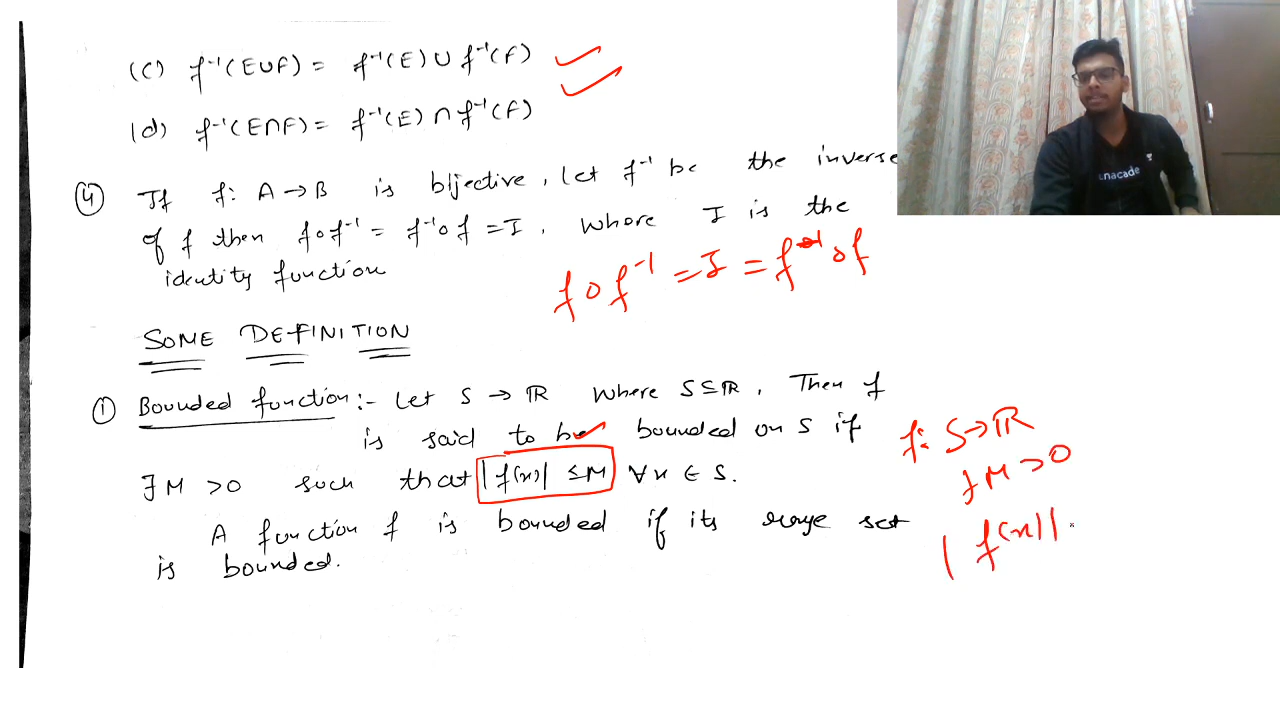 (c) f⁻¹(E∪F) = f⁻¹(E) ∪ f⁻¹(F)
(d) f⁻¹(E∩F) = f⁻¹(E) ∩ f⁻¹(F)
④ If f: A → B is bijective, let f⁻¹ be the inverse
of f then f o f⁻¹ = f⁻¹ o f = I, where I is the
identity function
f o f⁻¹ = I = f⁻¹ o f
SOME DEFINITION
① Bounded function :- Let S → ℝ where S ⊆ ℝ. Then f
is said to be bounded on S if
∃ M > 0 such that |f(x)| ≤ M ∀ x ∈ S.
A function f is bounded if its range set
is bounded.
f: S → ℝ
∃ M > 0
| f(x) |
unacade